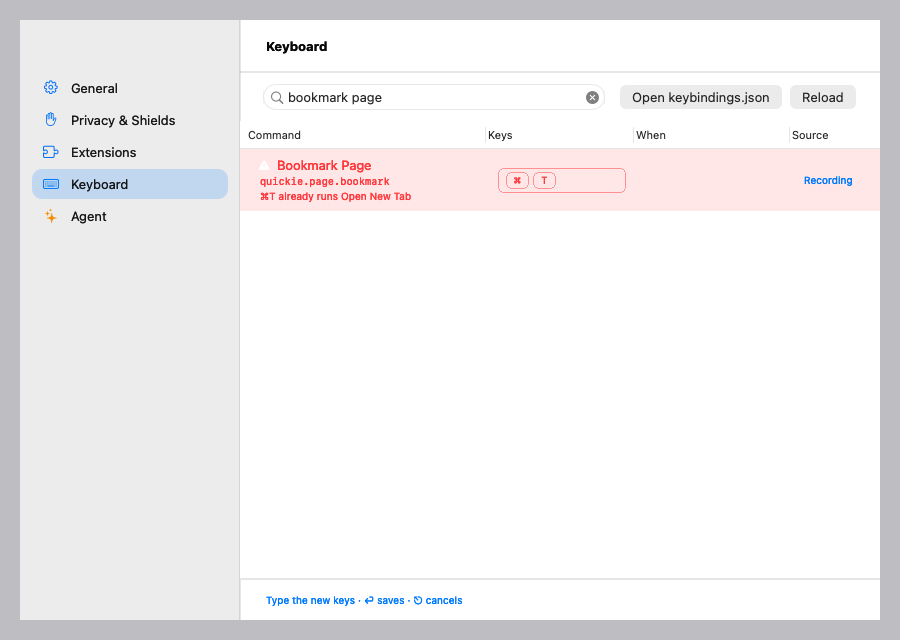 Keyboard
General
Privacy & Shields
Extensions
Keyboard
Agent
bookmark page
Open keybindings.json
Reload
Command
Keys
When
Source
Bookmark Page
quickie.page.bookmark
⌘T already runs Open New Tab
⌘ T
Recording
Type the new keys · ⏎ saves · ⎋ cancels